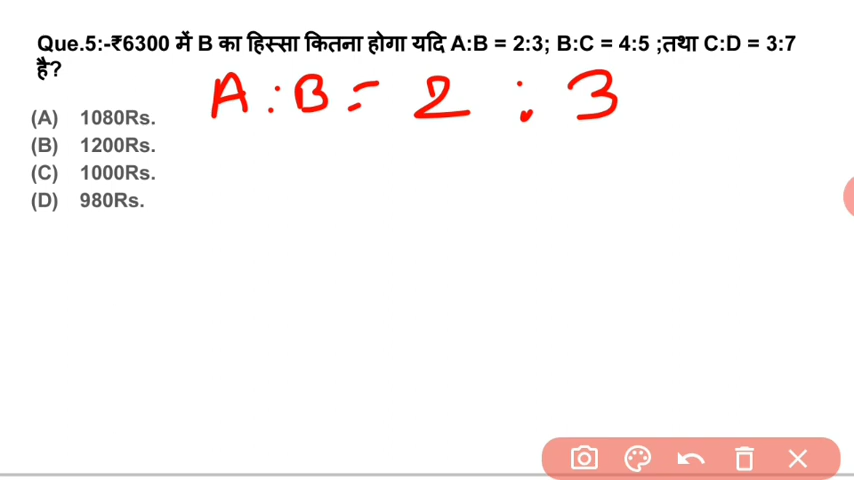 Que.5:-₹6300 में B का हिस्सा कितना होगा यदि A:B = 2:3; B:C = 4:5 ;तथा C:D = 3:7
है?
A : B = 2 : 3
(A) 1080Rs.
(B) 1200Rs.
(C) 1000Rs.
(D) 980Rs.